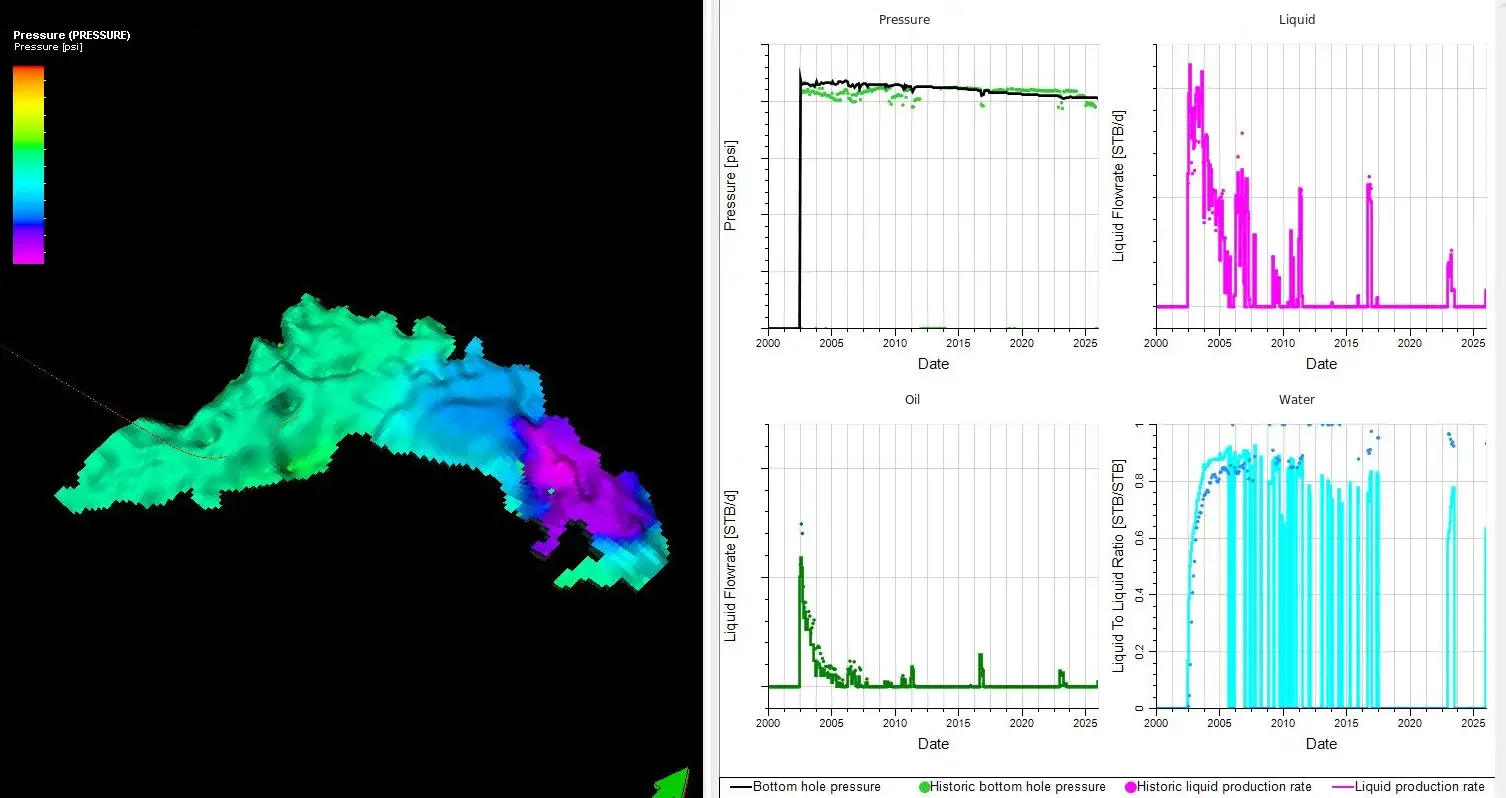 Pressure (PRESSURE)
Pressure [psi]
Pressure
Pressure [psi]
2000 2005 2010 2015 2020 2025
Date
Liquid
Liquid Flowrate [STB/d]
2000 2005 2010 2015 2020 2025
Date
Oil
Liquid Flowrate [STB/d]
2000 2005 2010 2015 2020 2025
Date
Water
Liquid To Liquid Ratio [STB/STB]
1
0.8
0.6
0.4
0.2
0
2000 2005 2010 2015 2020 2025
Date
Bottom hole pressure Historic bottom hole pressure Historic liquid production rate Liquid production rate